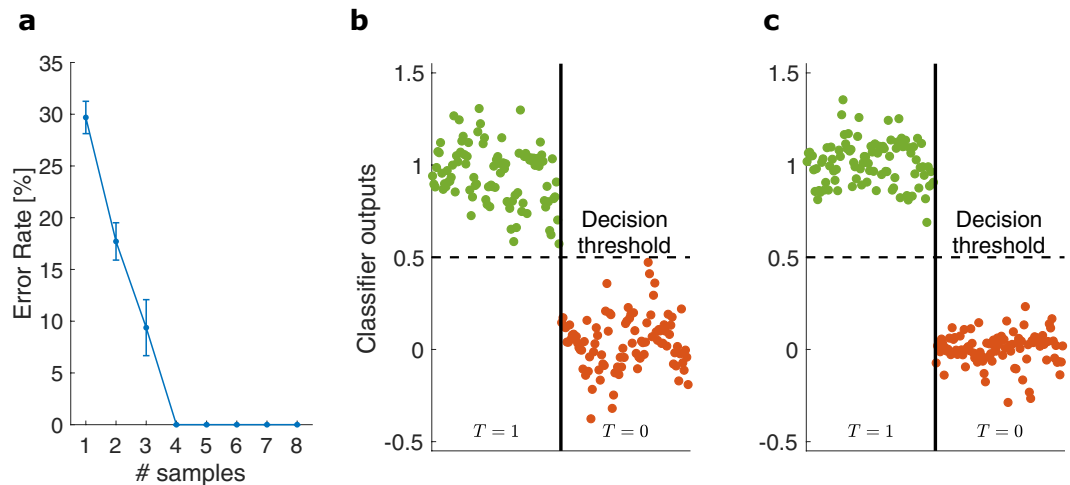 a
35
30
25
20
15
10
5
0
Error Rate [%]
1 2 3 4 5 6 7 8
# samples
b
1.5
1
0.5
0
-0.5
Classifier outputs
Decision
threshold
T = 1
T = 0
c
1.5
1
0.5
0
-0.5
Decision
threshold
T = 1
T = 0